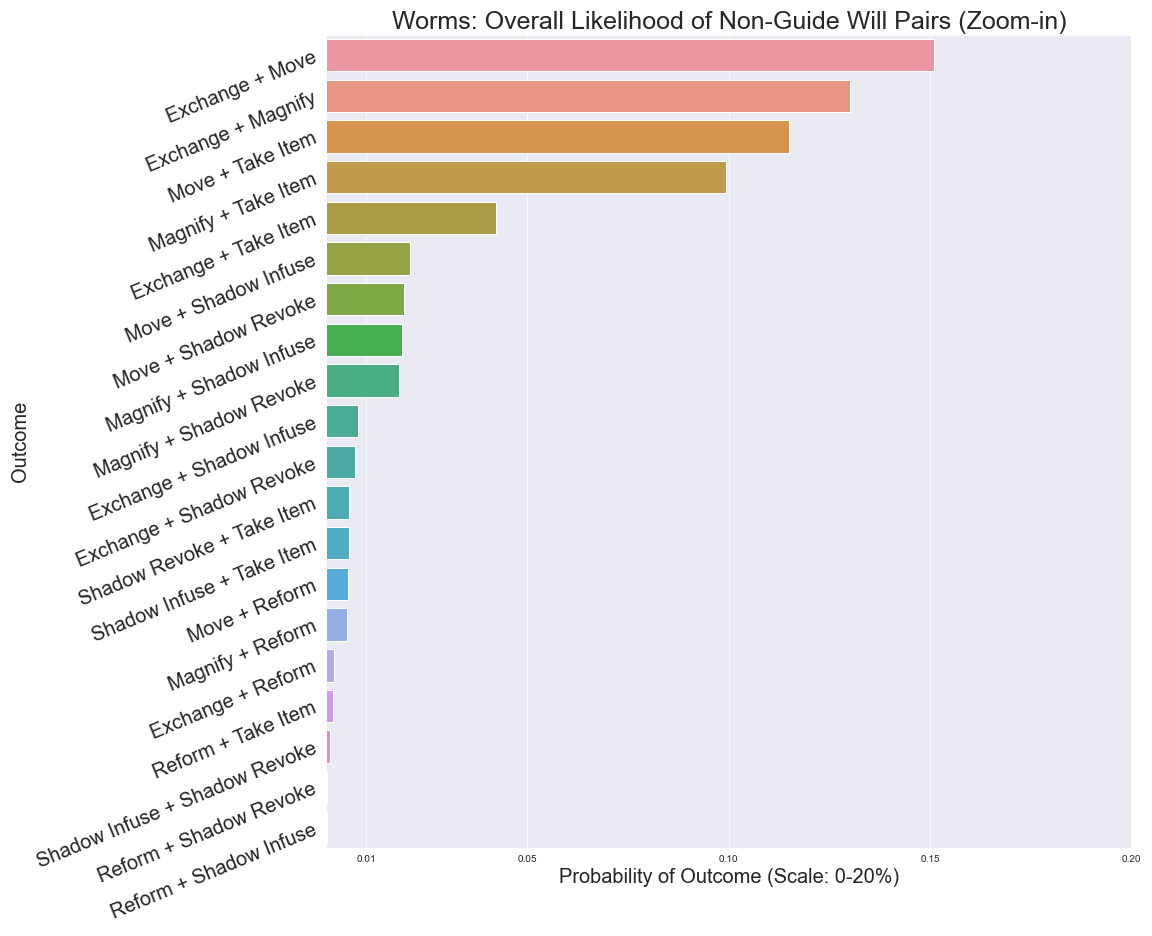 Worms: Overall Likelihood of Non-Guide Will Pairs (Zoom-in)
Outcome
Exchange + Move
Exchange + Magnify
Move + Take Item
Magnify + Take Item
Exchange + Take Item
Move + Shadow Infuse
Move + Shadow Revoke
Magnify + Shadow Infuse
Magnify + Shadow Revoke
Exchange + Shadow Infuse
Exchange + Shadow Revoke
Shadow Revoke + Take Item
Shadow Infuse + Take Item
Move + Reform
Magnify + Reform
Exchange + Reform
Reform + Take Item
Shadow Infuse + Shadow Revoke
Reform + Shadow Revoke
Reform + Shadow Infuse
0.01 0.05 0.10 0.15 0.20
Probability of Outcome (Scale: 0-20%)